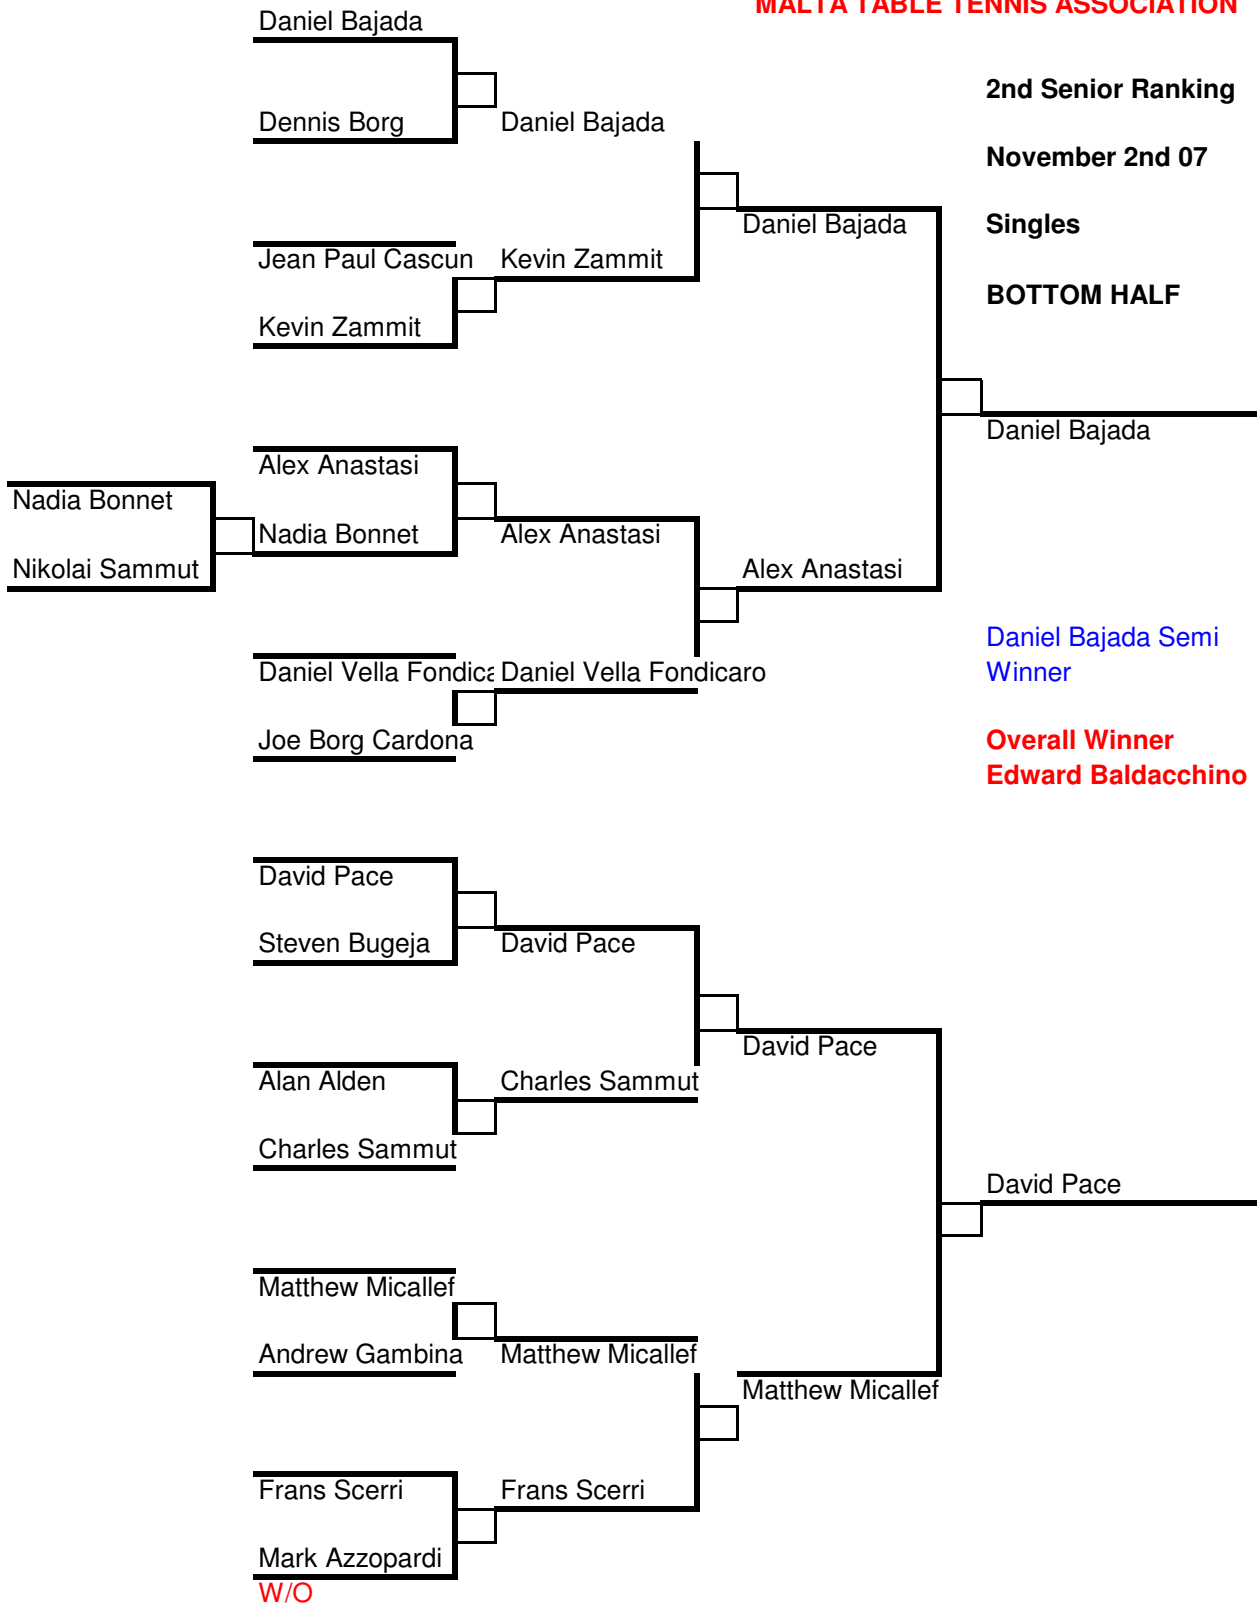 MALTA TABLE TENNIS ASSOCIATION
Daniel Bajada
2nd Senior Ranking
Dennis Borg
Daniel Bajada
November 2nd 07
Daniel Bajada
Singles
Jean Paul Cascun
Kevin Zammit
BOTTOM HALF
Kevin Zammit
Daniel Bajada
Alex Anastasi
Nadia Bonnet
Nadia Bonnet
Alex Anastasi
Nikolai Sammut
Alex Anastasi
Daniel Bajada Semi
Winner
Daniel Vella Fondica
Daniel Vella Fondicaro
Joe Borg Cardona
Overall Winner
Edward Baldacchino
David Pace
Steven Bugeja
David Pace
David Pace
Alan Alden
Charles Sammut
Charles Sammut
David Pace
Matthew Micallef
Andrew Gambina
Matthew Micallef
Matthew Micallef
Frans Scerri
Frans Scerri
Mark Azzopardi
W/O